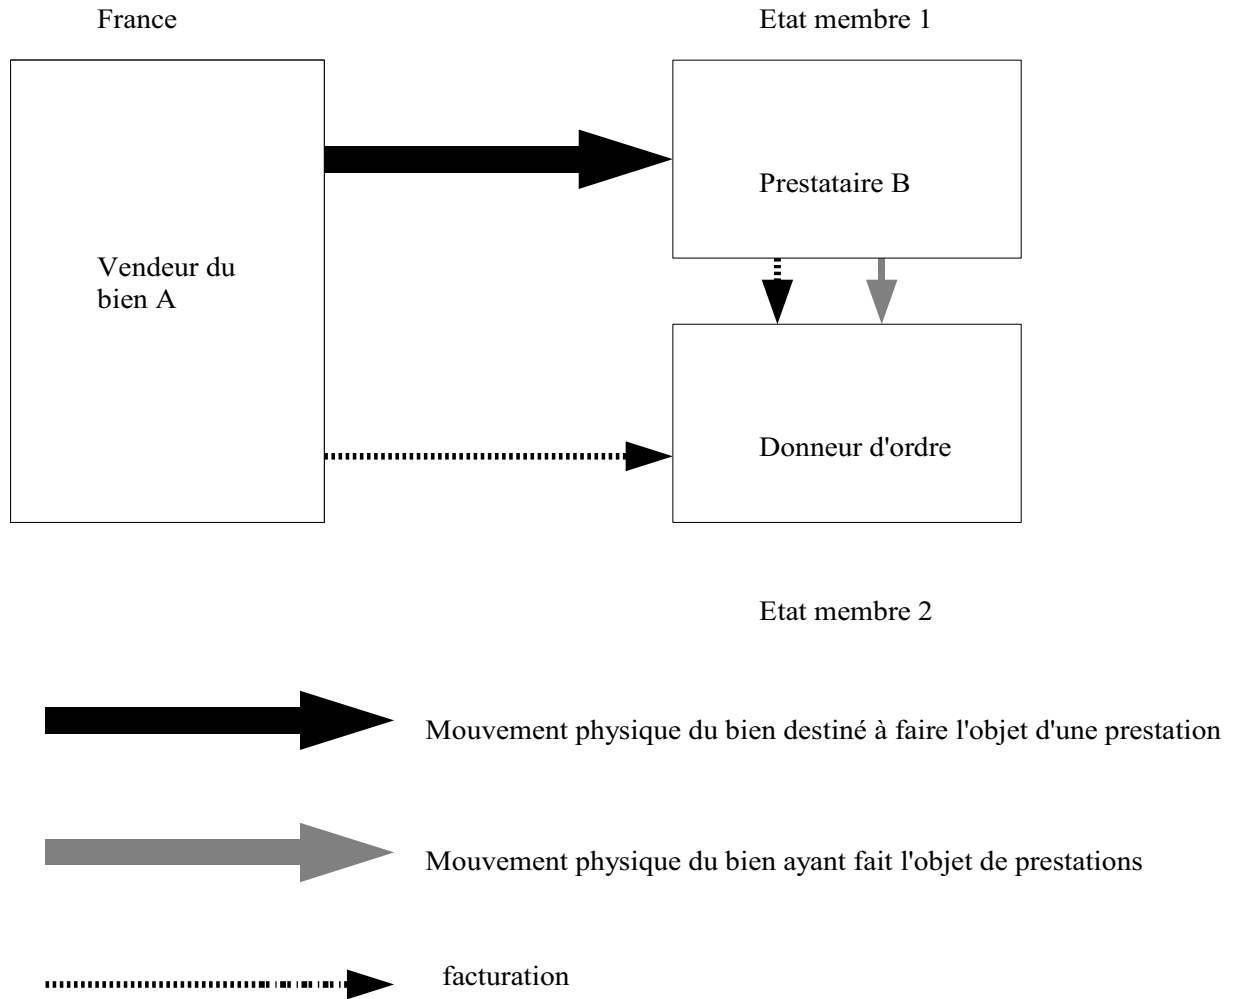 France
Etat membre 1
Prestataire B
Vendeur du
bien A
Donneur d'ordre
Etat membre 2
Mouvement physique du bien destiné à faire l'objet d'une prestation
Mouvement physique du bien ayant fait l'objet de prestations
facturation